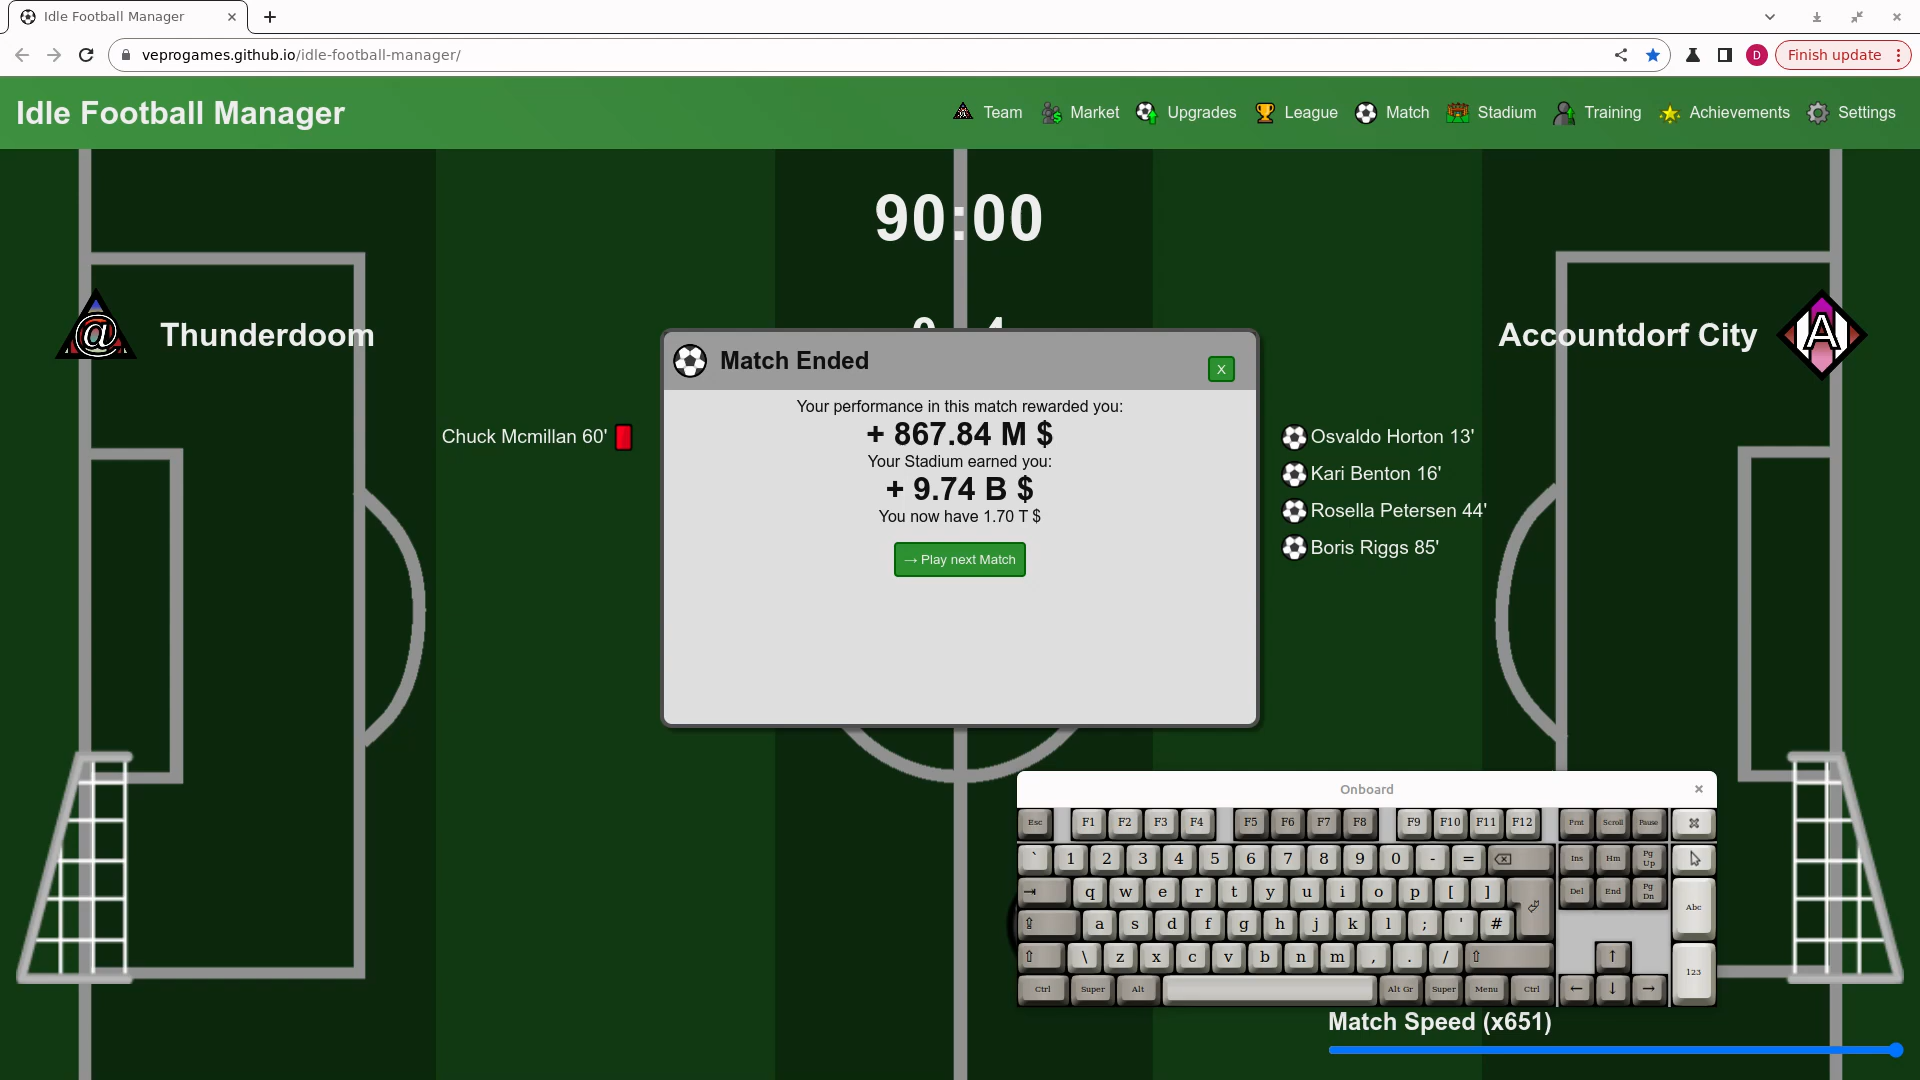 Idle Football Manager
veprogames.github.io/idle-football-manager/
D
Finish update
Idle Football Manager
Team
Market
Upgrades
League
Match
Stadium
Training
Achievements
Settings
90:00
@
Thunderdoom
Accountdorf City
A
Match Ended
X
Your performance in this match rewarded you:
+ 867.84 M $
Your Stadium earned you:
+ 9.74 B $
You now have 1.70 T $
→ Play next Match
Chuck Mcmillan 60'
Osvaldo Horton 13'
Kari Benton 16'
Rosella Petersen 44'
Boris Riggs 85'
Onboard
Esc F1 F2 F3 F4 F5 F6 F7 F8 F9 F10 F11 F12 Prnt Scroll Pause
` 1 2 3 4 5 6 7 8 9 0 - = Ins Hm Pg Up
q w e r t y u i o p [ ] Del End Pg Dn Abc
a s d f g h j k l ; ' #
\ z x c v b n m , . / ↑ 123
Ctrl Super Alt Alt Gr Super Menu Ctrl ← ↓ →
Match Speed (x651)